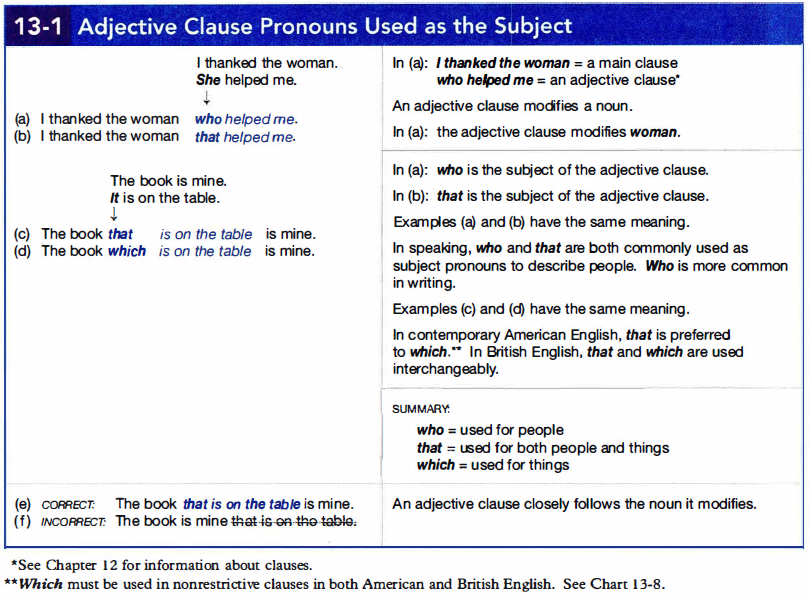 13-1 Adjective Clause Pronouns Used as the Subject
I thanked the woman.
She helped me.
↓
(a) I thanked the woman who helped me.
(b) I thanked the woman that helped me.
In (a): I thanked the woman = a main clause
who helped me = an adjective clause*
An adjective clause modifies a noun.
In (a): the adjective clause modifies woman.
The book is mine.
It is on the table.
↓
(c) The book that is on the table is mine.
(d) The book which is on the table is mine.
In (a): who is the subject of the adjective clause.
In (b): that is the subject of the adjective clause.
Examples (a) and (b) have the same meaning.
In speaking, who and that are both commonly used as
subject pronouns to describe people. Who is more common
in writing.
Examples (c) and (d) have the same meaning.
In contemporary American English, that is preferred
to which.** In British English, that and which are used
interchangeably.
SUMMARY:
who = used for people
that = used for both people and things
which = used for things
(e) CORRECT: The book that is on the table is mine.
(f) INCORRECT: The book is mine that is on the table.
An adjective clause closely follows the noun it modifies.
*See Chapter 12 for information about clauses.
**Which must be used in nonrestrictive clauses in both American and British English. See Chart 13-8.